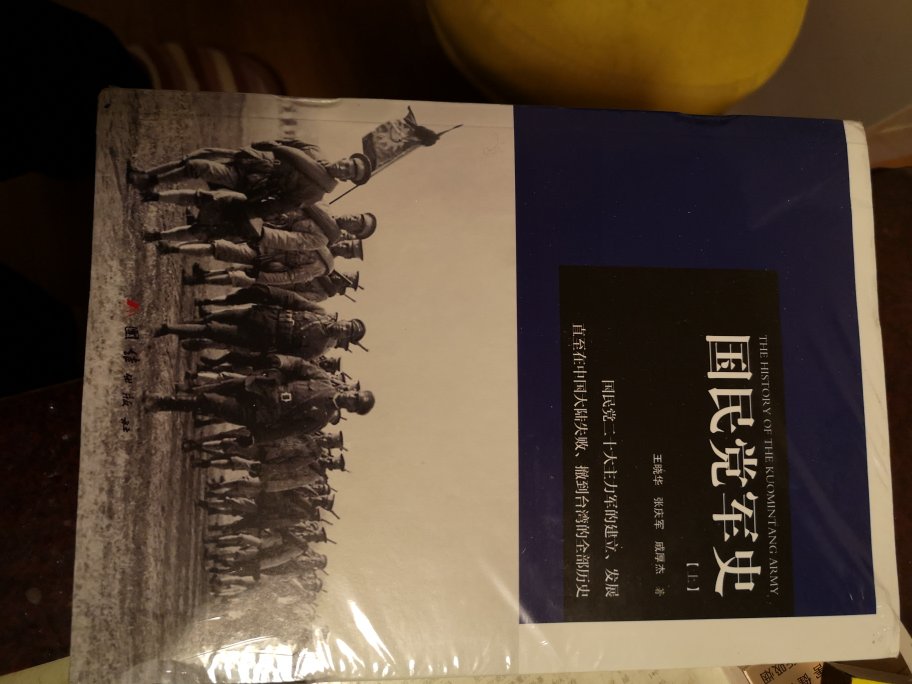 THE HISTORY OF THE KUOMINTANG ARMY
国民党军史
【上】
王晓华 张庆军 戚厚杰 著
国民党二十大主力军的建立、发展
直至在中国大陆失败、撤到台湾的全部历史
團结出版社